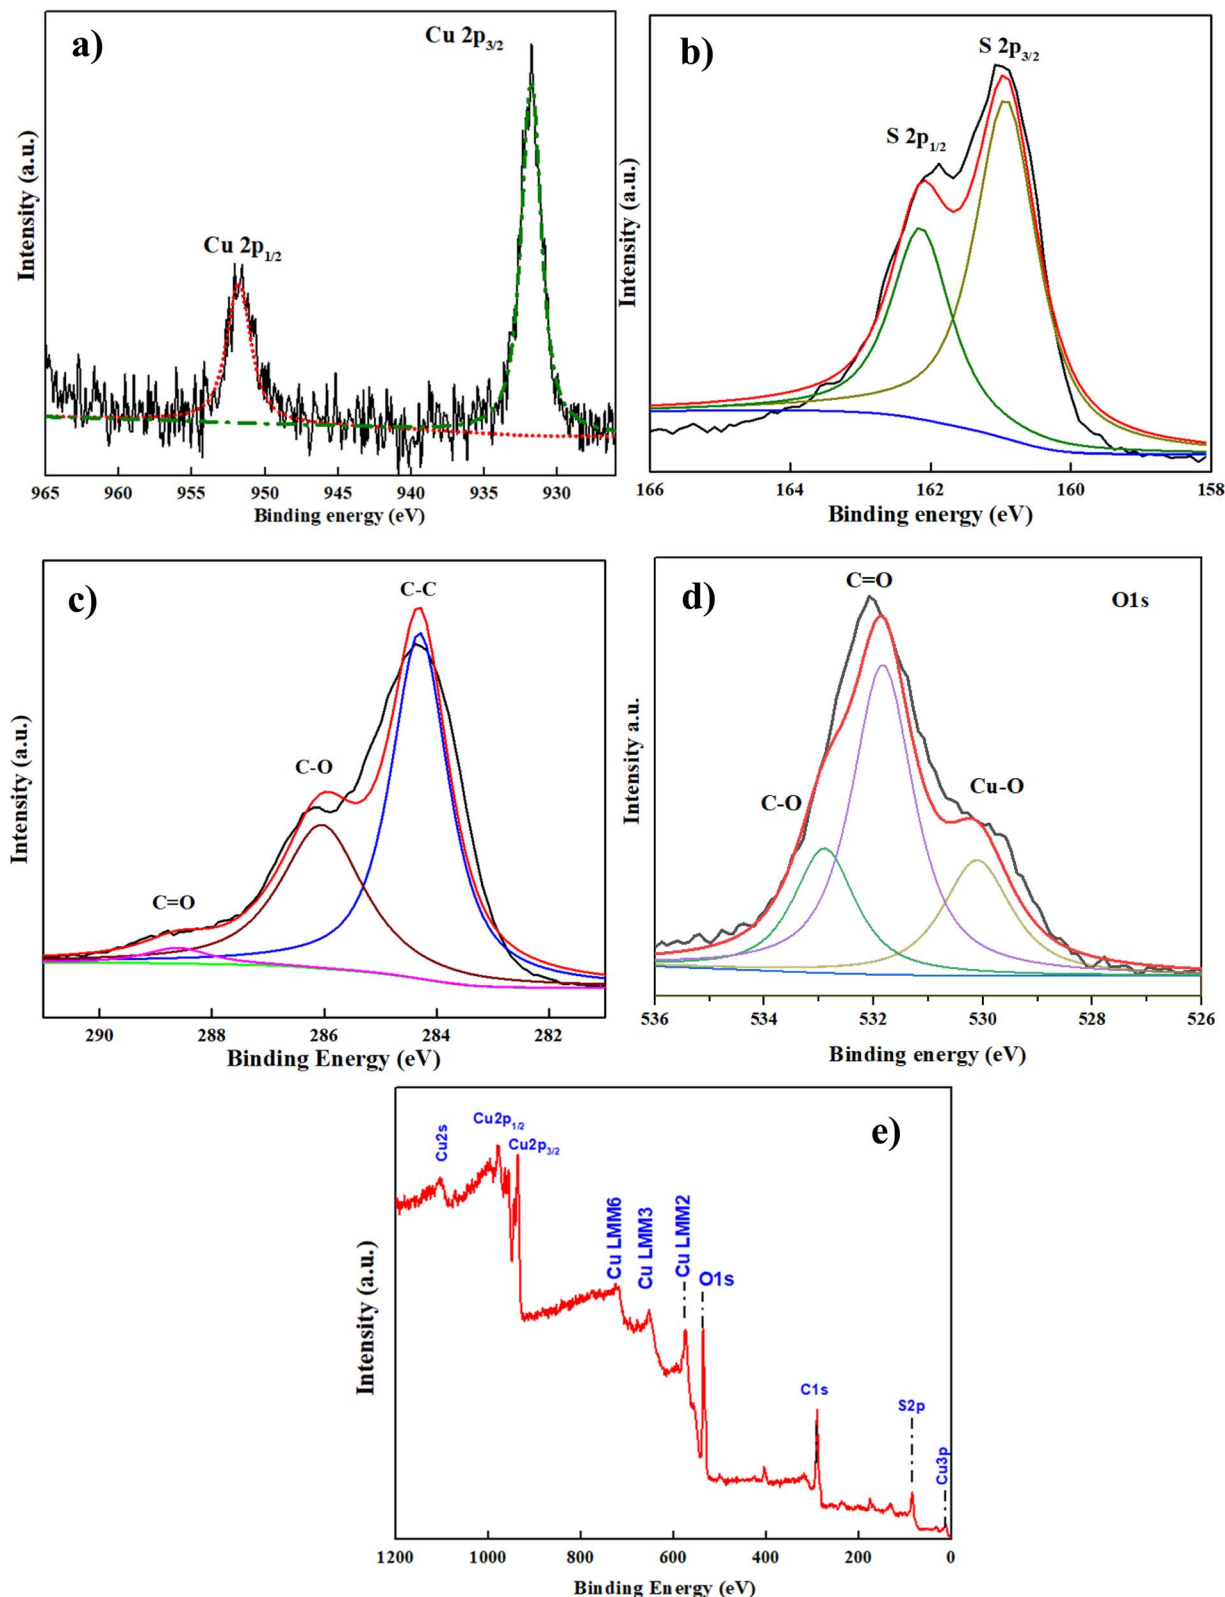 a)
Cu 2p3/2
Cu 2p1/2
Intensity (a.u.)
965 960 955 950 945 940 935 930
Binding energy (eV)
b)
S 2p3/2
S 2p1/2
Intensity (a.u.)
166 164 162 160 158
Binding energy (eV)
c)
C-C
C-O
C=O
Intensity (a.u.)
290 288 286 284 282
Binding Energy (eV)
d)
C=O
O1s
C-O
Cu-O
Intensity a.u.
536 534 532 530 528 526
Binding energy (eV)
e)
Cu2s
Cu2p1/2
Cu2p3/2
Cu LMM6
Cu LMM3
Cu LMM2
O1s
C1s
S2p
Cu3p
Intensity (a.u.)
1200 1000 800 600 400 200 0
Binding Energy (eV)